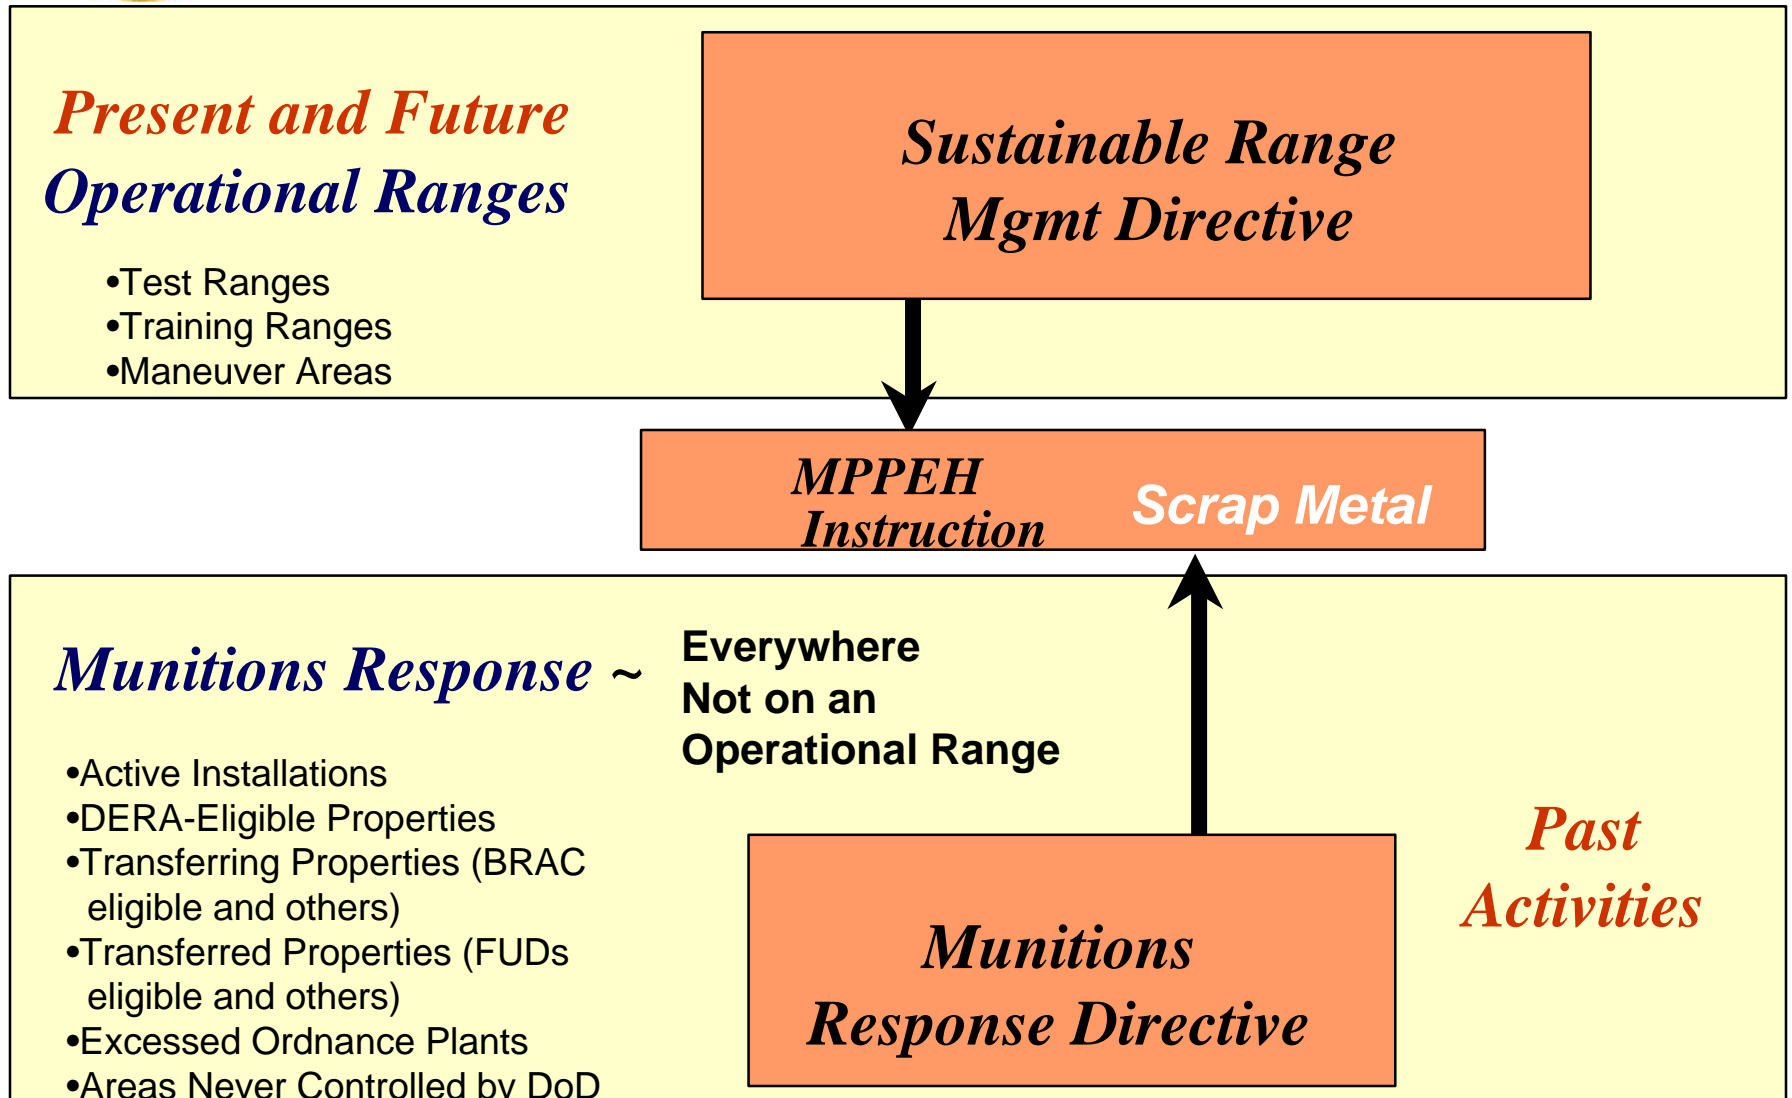 Present and Future
Operational Ranges
•Test Ranges
•Training Ranges
•Maneuver Areas
Sustainable Range
Mgmt Directive
MPPEH
Instruction
Scrap Metal
Munitions Response ~
Everywhere
Not on an
Operational Range
•Active Installations
•DERA-Eligible Properties
•Transferring Properties (BRAC
eligible and others)
•Transferred Properties (FUDs
eligible and others)
•Excessed Ordnance Plants
•Areas Never Controlled by DoD
Munitions
Response Directive
Past
Activities